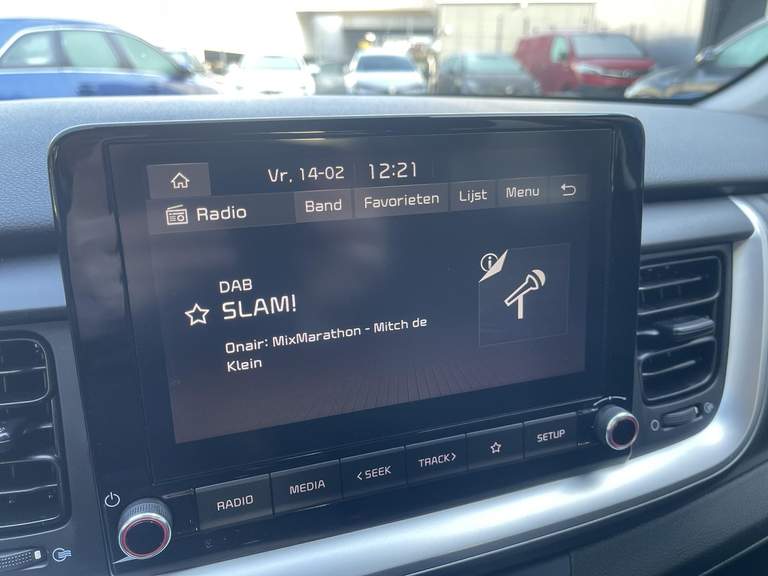 Vr, 14-02 12:21
Radio Band Favorieten Lijst Menu
DAB
SLAM!
Onair: MixMarathon - Mitch de
Klein
RADIO MEDIA <SEEK TRACK> SETUP